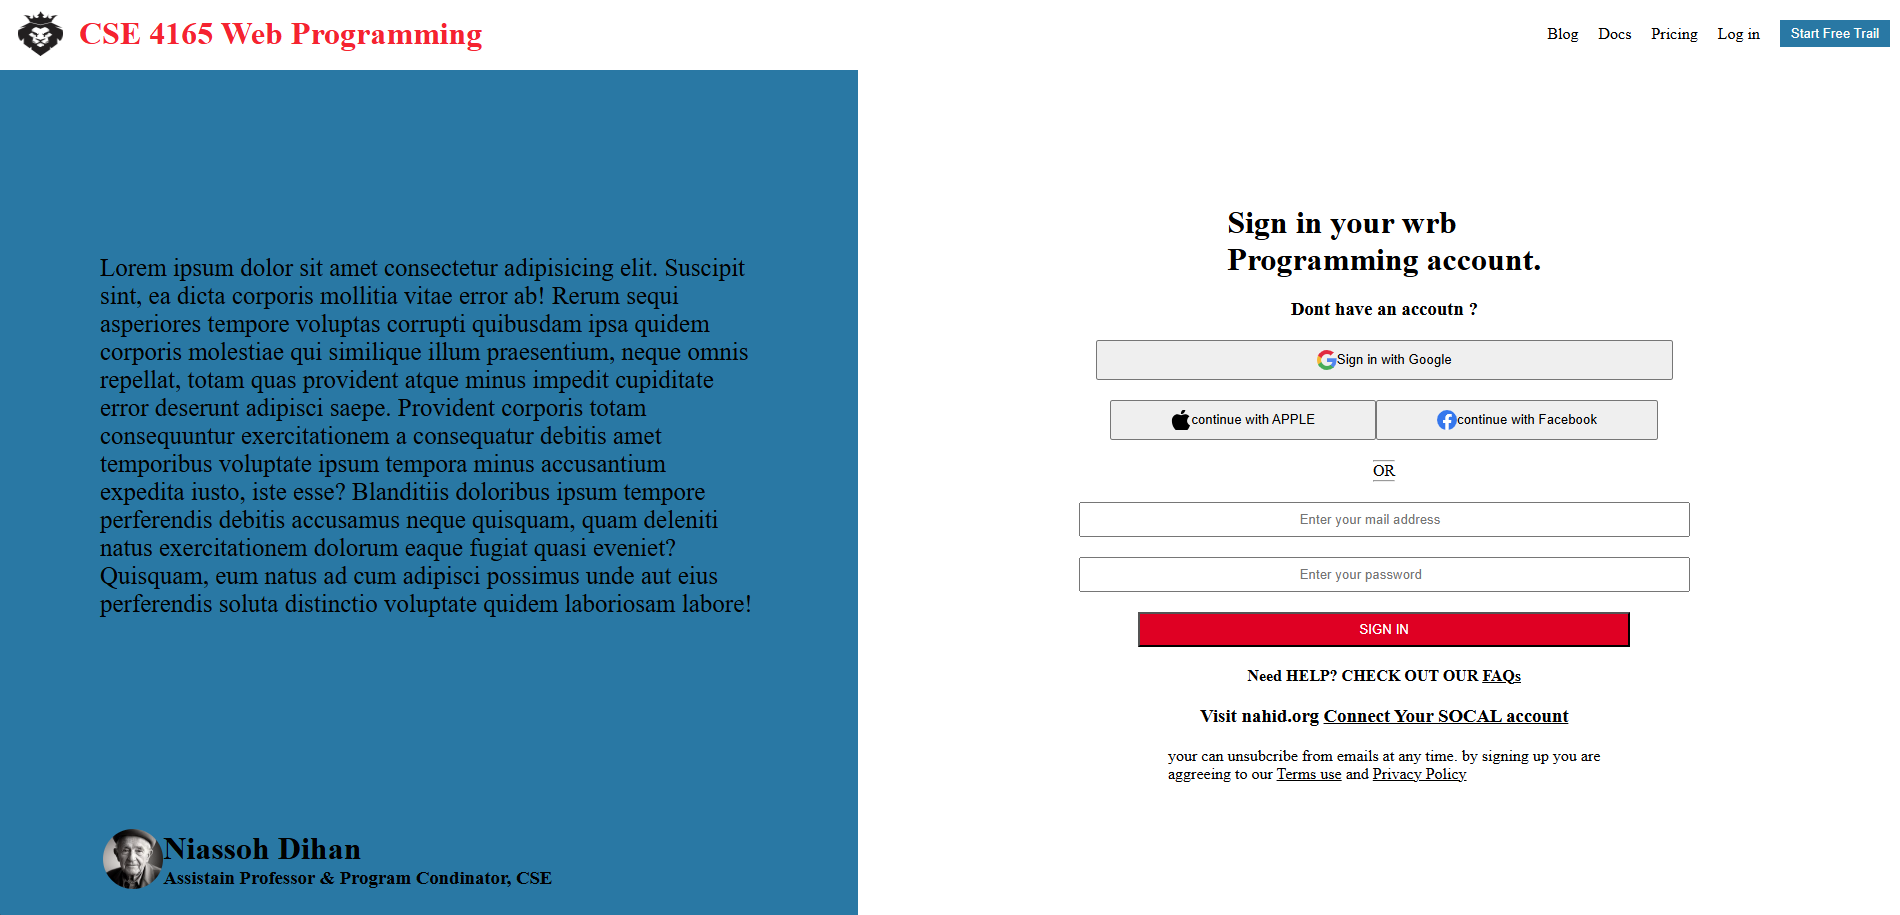 CSE 4165 Web Programming
Blog
Docs
Pricing
Log in
Start Free Trail
Lorem ipsum dolor sit amet consectetur adipisicing elit. Suscipit
sint, ea dicta corporis mollitia vitae error ab! Rerum sequi
asperiores tempore voluptas corrupti quibusdam ipsa quidem
corporis molestiae qui similique illum praesentium, neque omnis
repellat, totam quas provident atque minus impedit cupiditate
error deserunt adipisci saepe. Provident corporis totam
consequuntur exercitationem a consequatur debitis amet
temporibus voluptate ipsum tempora minus accusantium
expedita iusto, iste esse? Blanditiis doloribus ipsum tempore
perferendis debitis accusamus neque quisquam, quam deleniti
natus exercitationem dolorum eaque fugiat quasi eveniet?
Quisquam, eum natus ad cum adipisci possimus unde aut eius
perferendis soluta distinctio voluptate quidem laboriosam labore!
Niassoh Dihan
Assistain Professor & Program Condinator, CSE
Sign in your wrb
Programming account.
Dont have an accoutn ?
Sign in with Google
continue with APPLE
continue with Facebook
OR
Enter your mail address
Enter your password
SIGN IN
Need HELP? CHECK OUT OUR FAQs
Visit nahid.org Connect Your SOCAL account
your can unsubcribe from emails at any time. by signing up you are
aggreeing to our Terms use and Privacy Policy